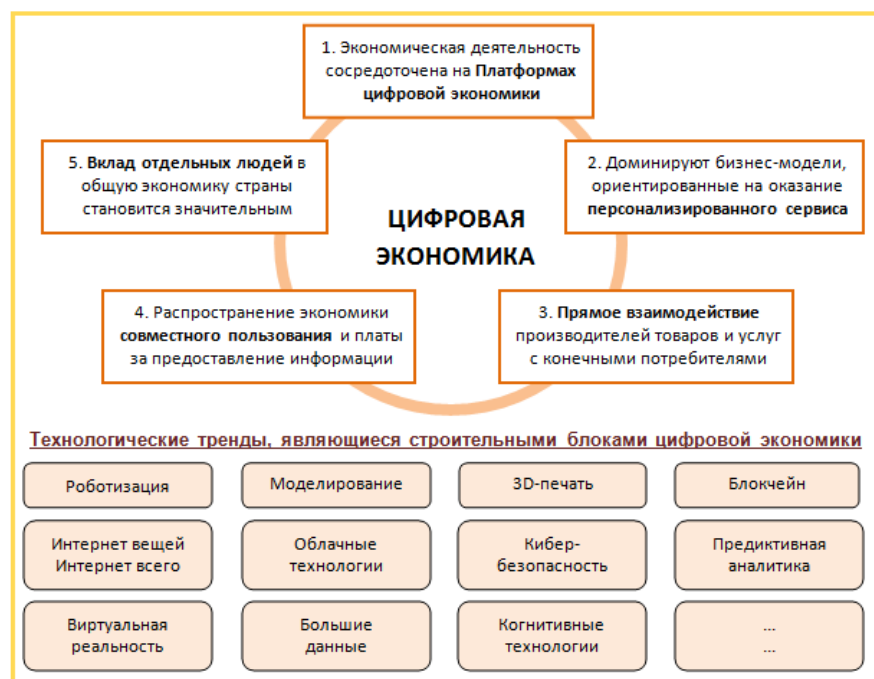 1. Экономическая деятельность
сосредоточена на Платформах
цифровой экономики
5. Вклад отдельных людей в
общую экономику страны
становится значительным
2. Доминируют бизнес-модели,
ориентированные на оказание
персонализированного сервиса
ЦИФРОВАЯ
ЭКОНОМИКА
4. Распространение экономики
совместного пользования и платы
за предоставление информации
3. Прямое взаимодействие
производителей товаров и услуг
с конечными потребителями
Технологические тренды, являющиеся строительными блоками цифровой экономики
Роботизация
Моделирование
3D-печать
Блокчейн
Интернет вещей
Интернет всего
Облачные
технологии
Кибер-
безопасность
Предиктивная
аналитика
Виртуальная
реальность
Большие
данные
Когнитивные
технологии
...
...